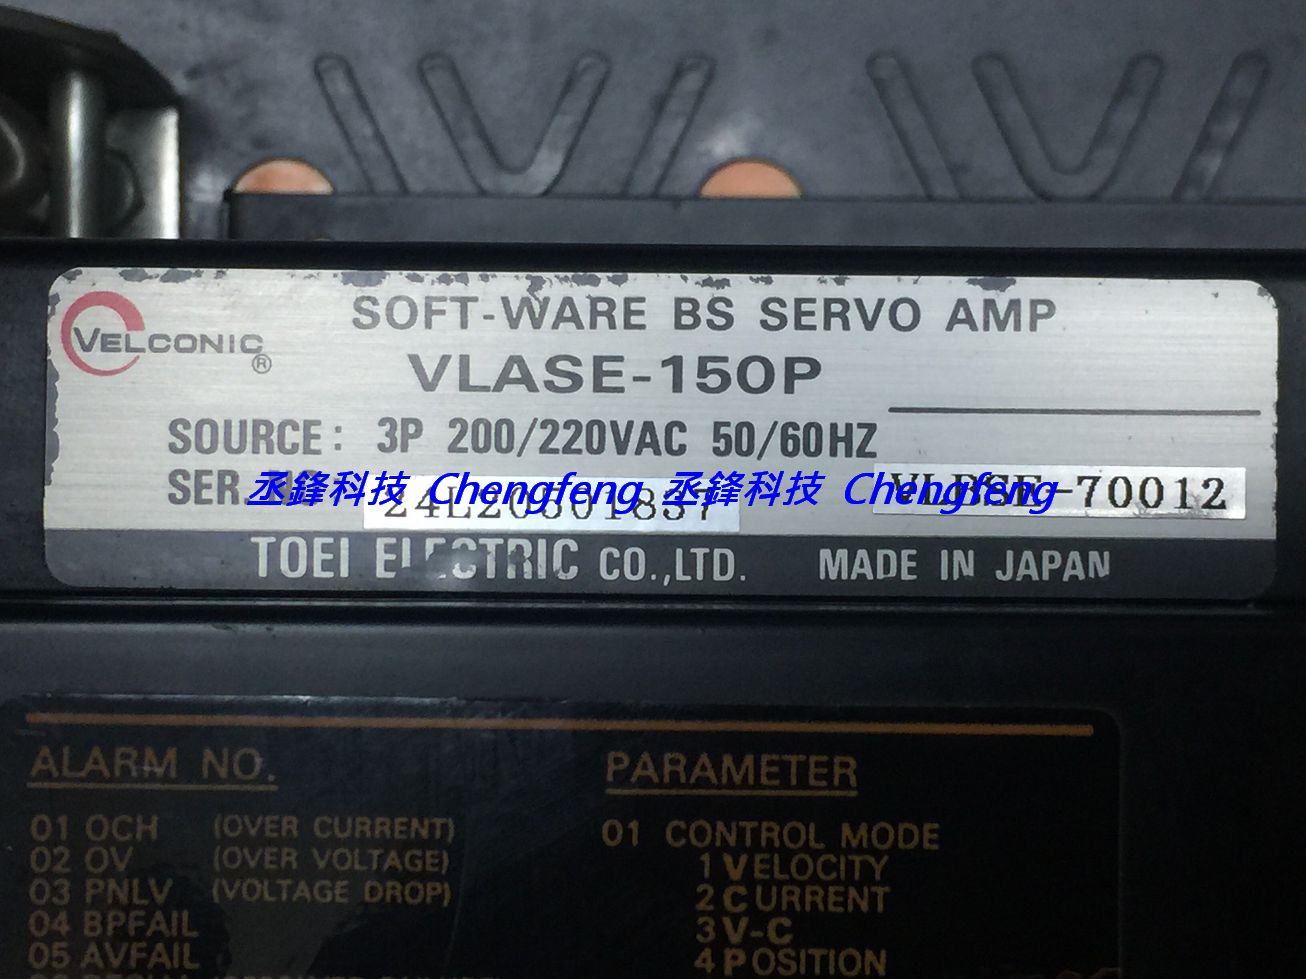 SOFT-WARE BS SERVO AMP
VELCONIC®
VLASE-150P
SOURCE: 3P 200/220VAC 50/60HZ
SER. NO
丞鋒科技 Chengfeng 丞鋒科技 Chengfeng
TOEI ELECTRIC CO.,LTD. MADE IN JAPAN
ALARM NO.
01 OCH (OVER CURRENT)
02 OV (OVER VOLTAGE)
03 PNLV (VOLTAGE DROP)
04 BPFAIL
05 AVFAIL
PARAMETER
01 CONTROL MODE
1 VELOCITY
2 CURRENT
3 V-C
4 POSITION